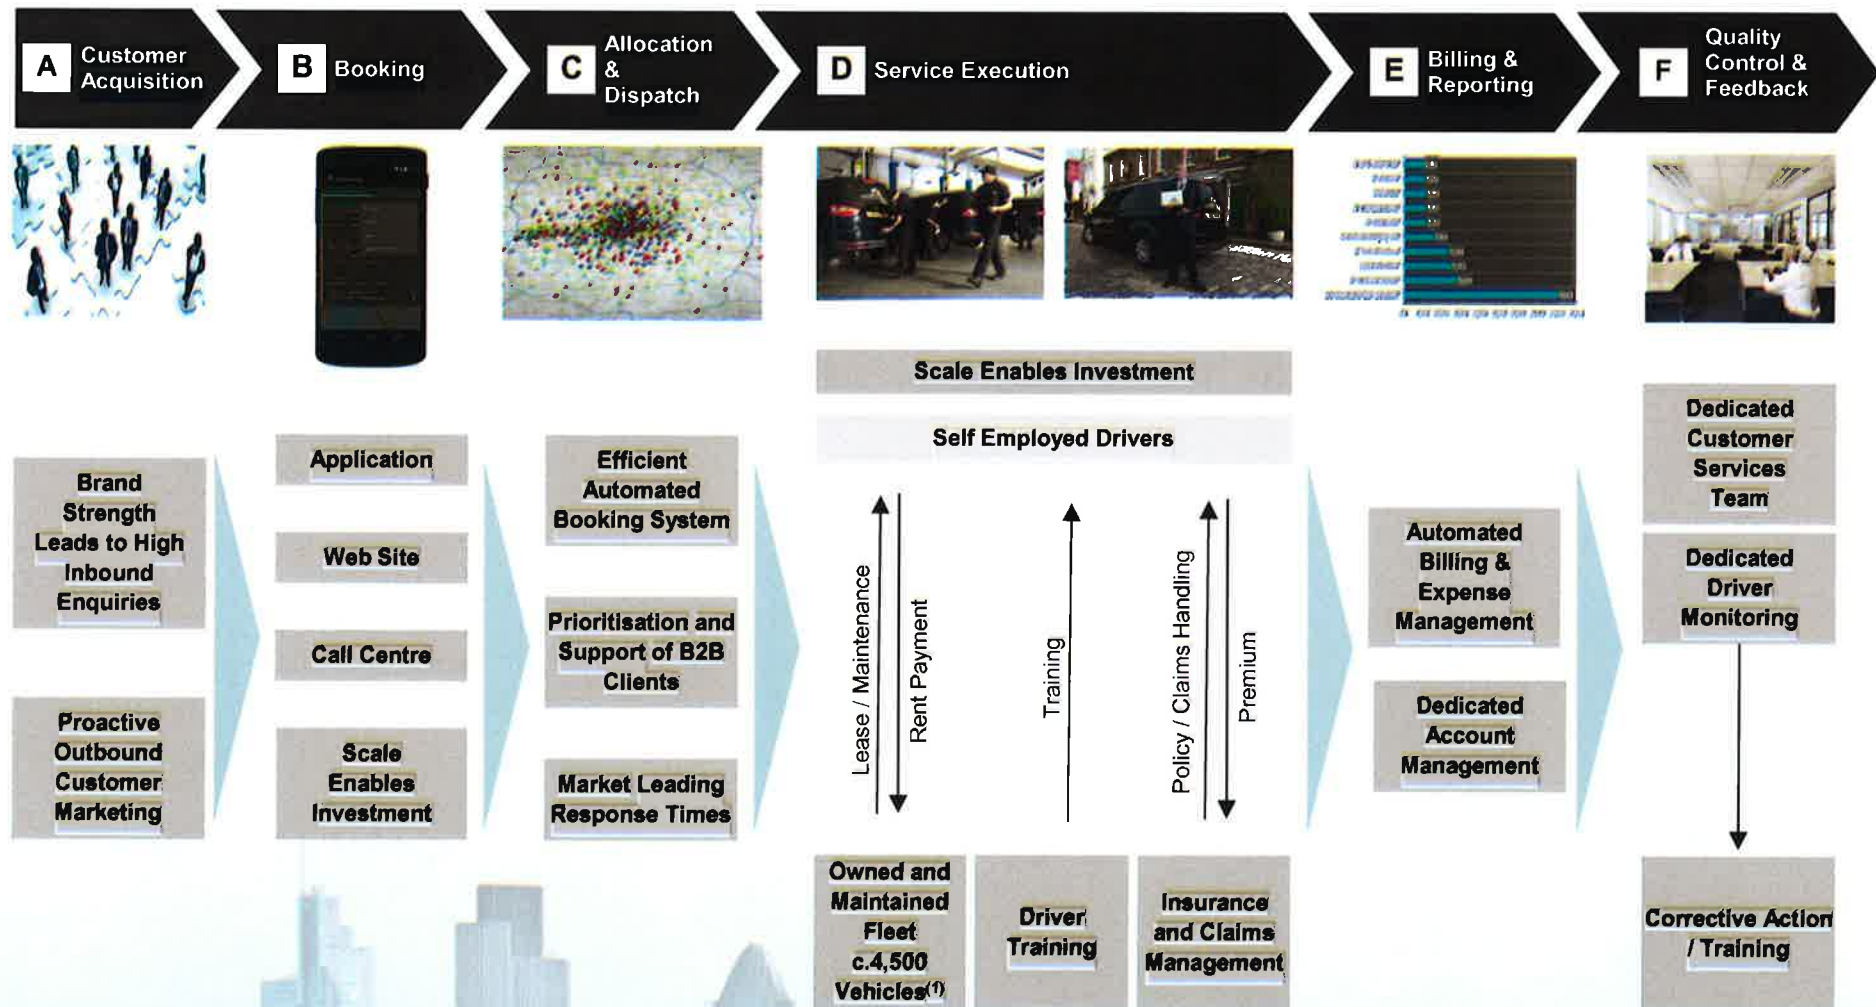 A
Customer
Acquisition
B
Booking
C
Allocation
&
Dispatch
D
Service Execution
E
Billing &
Reporting
F
Quality
Control &
Feedback
Brand
Strength
Leads to High
Inbound
Enquiries
Proactive
Outbound
Customer
Marketing
Application
Web Site
Call Centre
Scale
Enables
Investment
Efficient
Automated
Booking System
Prioritisation and
Support of B2B
Clients
Market Leading
Response Times
Scale Enables Investment
Self Employed Drivers
Lease / Maintenance
Rent Payment
Training
Policy / Claims Handling
Premium
Owned and
Maintained
Fleet
c.4,500
Vehicles(1)
Driver
Training
Insurance
and Claims
Management
Automated
Billing &
Expense
Management
Dedicated
Account
Management
Dedicated
Customer
Services
Team
Dedicated
Driver
Monitoring
Corrective Action
/ Training